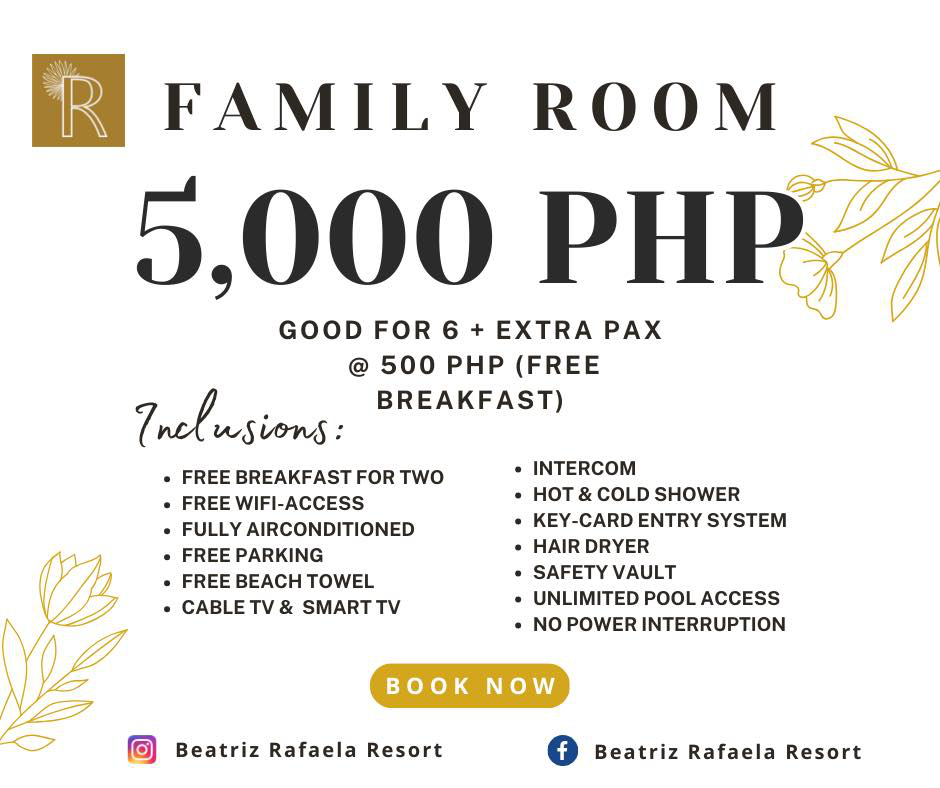 R
FAMILY ROOM
5,000 PHP
GOOD FOR 6 + EXTRA PAX
@ 500 PHP (FREE
BREAKFAST)
Inclusions:
FREE BREAKFAST FOR TWO
FREE WIFI-ACCESS
FULLY AIRCONDITIONED
FREE PARKING
FREE BEACH TOWEL
CABLE TV & SMART TV
INTERCOM
HOT & COLD SHOWER
KEY-CARD ENTRY SYSTEM
HAIR DRYER
SAFETY VAULT
UNLIMITED POOL ACCESS
NO POWER INTERRUPTION
BOOK NOW
Beatriz Rafaela Resort
Beatriz Rafaela Resort